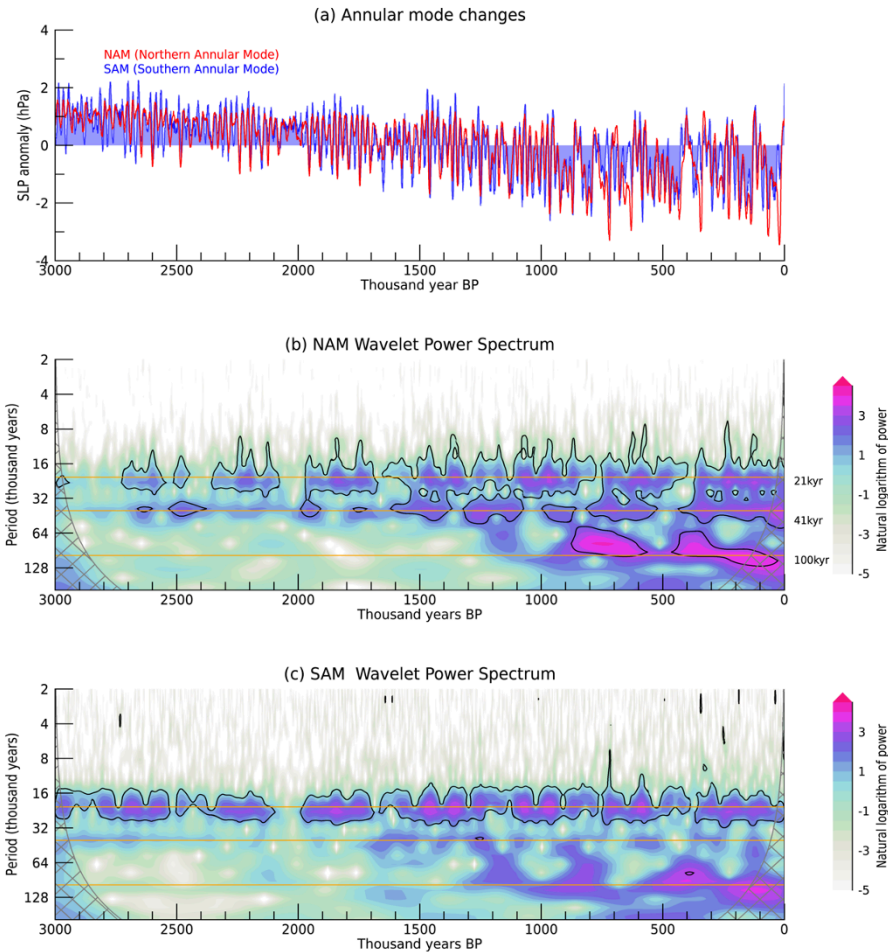 (a) Annular mode changes
4
NAM (Northern Annular Mode)
SAM (Southern Annular Mode)
2
0
-2
-4
SLP anomaly (hPa)
3000 2500 2000 1500 1000 500 0
Thousand year BP
(b) NAM Wavelet Power Spectrum
2
4
8
16
32
64
128
Period (thousand years)
21kyr
41kyr
100kyr
3000 2500 2000 1500 1000 500 0
Thousand years BP
3
1
-1
-3
-5
Natural logarithm of power
(c) SAM Wavelet Power Spectrum
2
4
8
16
32
64
128
Period (thousand years)
3000 2500 2000 1500 1000 500 0
Thousand years BP
3
1
-1
-3
-5
Natural logarithm of power